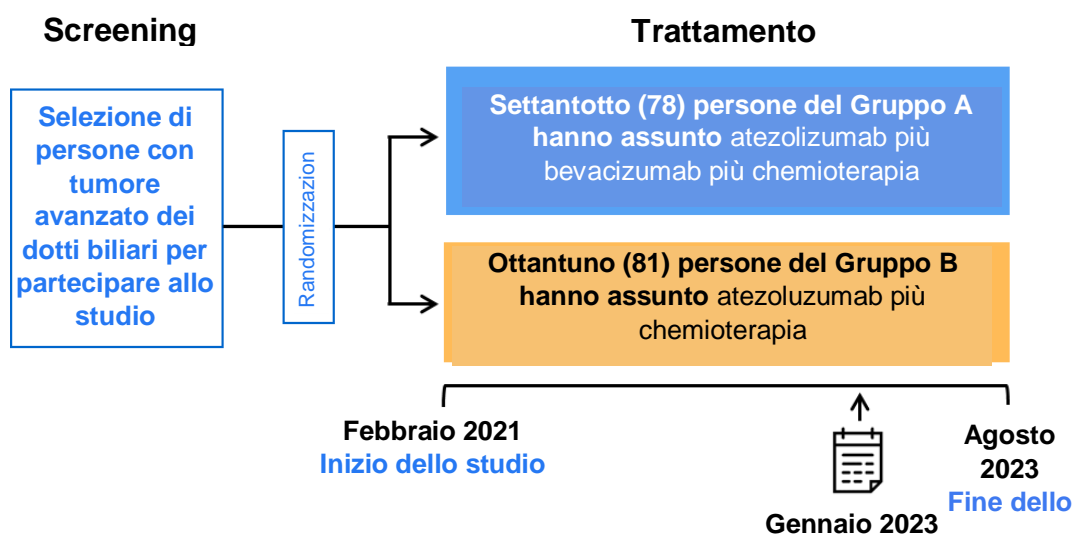 Screening
Trattamento
Selezione di
persone con
tumore
avanzato dei
dotti biliari per
partecipare allo
studio
Randomizzazion
Settantotto (78) persone del Gruppo A
hanno assunto atezolizumab più
bevacizumab più chemioterapia
Ottantuno (81) persone del Gruppo B
hanno assunto atezoluzumab più
chemioterapia
Febbraio 2021
Inizio dello studio
Gennaio 2023
Agosto
2023
Fine dello